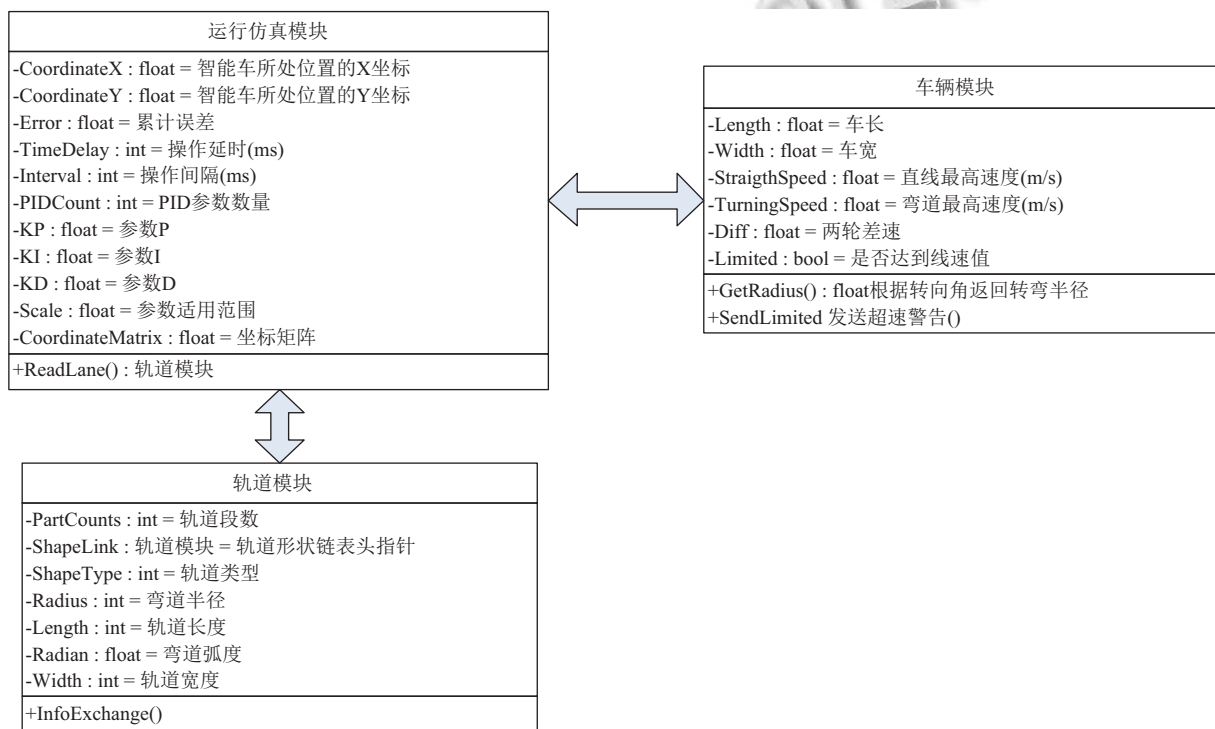 运行仿真模块
-CoordinateX : float = 智能车所处位置的X坐标
-CoordinateY : float = 智能车所处位置的Y坐标
-Error : float = 累计误差
-TimeDelay : int = 操作延时(ms)
-Interval : int = 操作间隔(ms)
-PIDCount : int = PID参数数量
-KP : float = 参数P
-KI : float = 参数I
-KD : float = 参数D
-Scale : float = 参数适用范围
-CoordinateMatrix : float = 坐标矩阵
+ReadLane() : 轨道模块
车辆模块
-Length : float = 车长
-Width : float = 车宽
-StraigthSpeed : float = 直线最高速度(m/s)
-TurningSpeed : float = 弯道最高速度(m/s)
-Diff : float = 两轮差速
-Limited : bool = 是否达到线速值
+GetRadius() : float根据转向角返回转弯半径
+SendLimited 发送超速警告()
轨道模块
-PartCounts : int = 轨道段数
-ShapeLink : 轨道模块 = 轨道形状链表头指针
-ShapeType : int = 轨道类型
-Radius : int = 弯道半径
-Length : int = 轨道长度
-Radian : float = 弯道弧度
-Width : int = 轨道宽度
+InfoExchange()